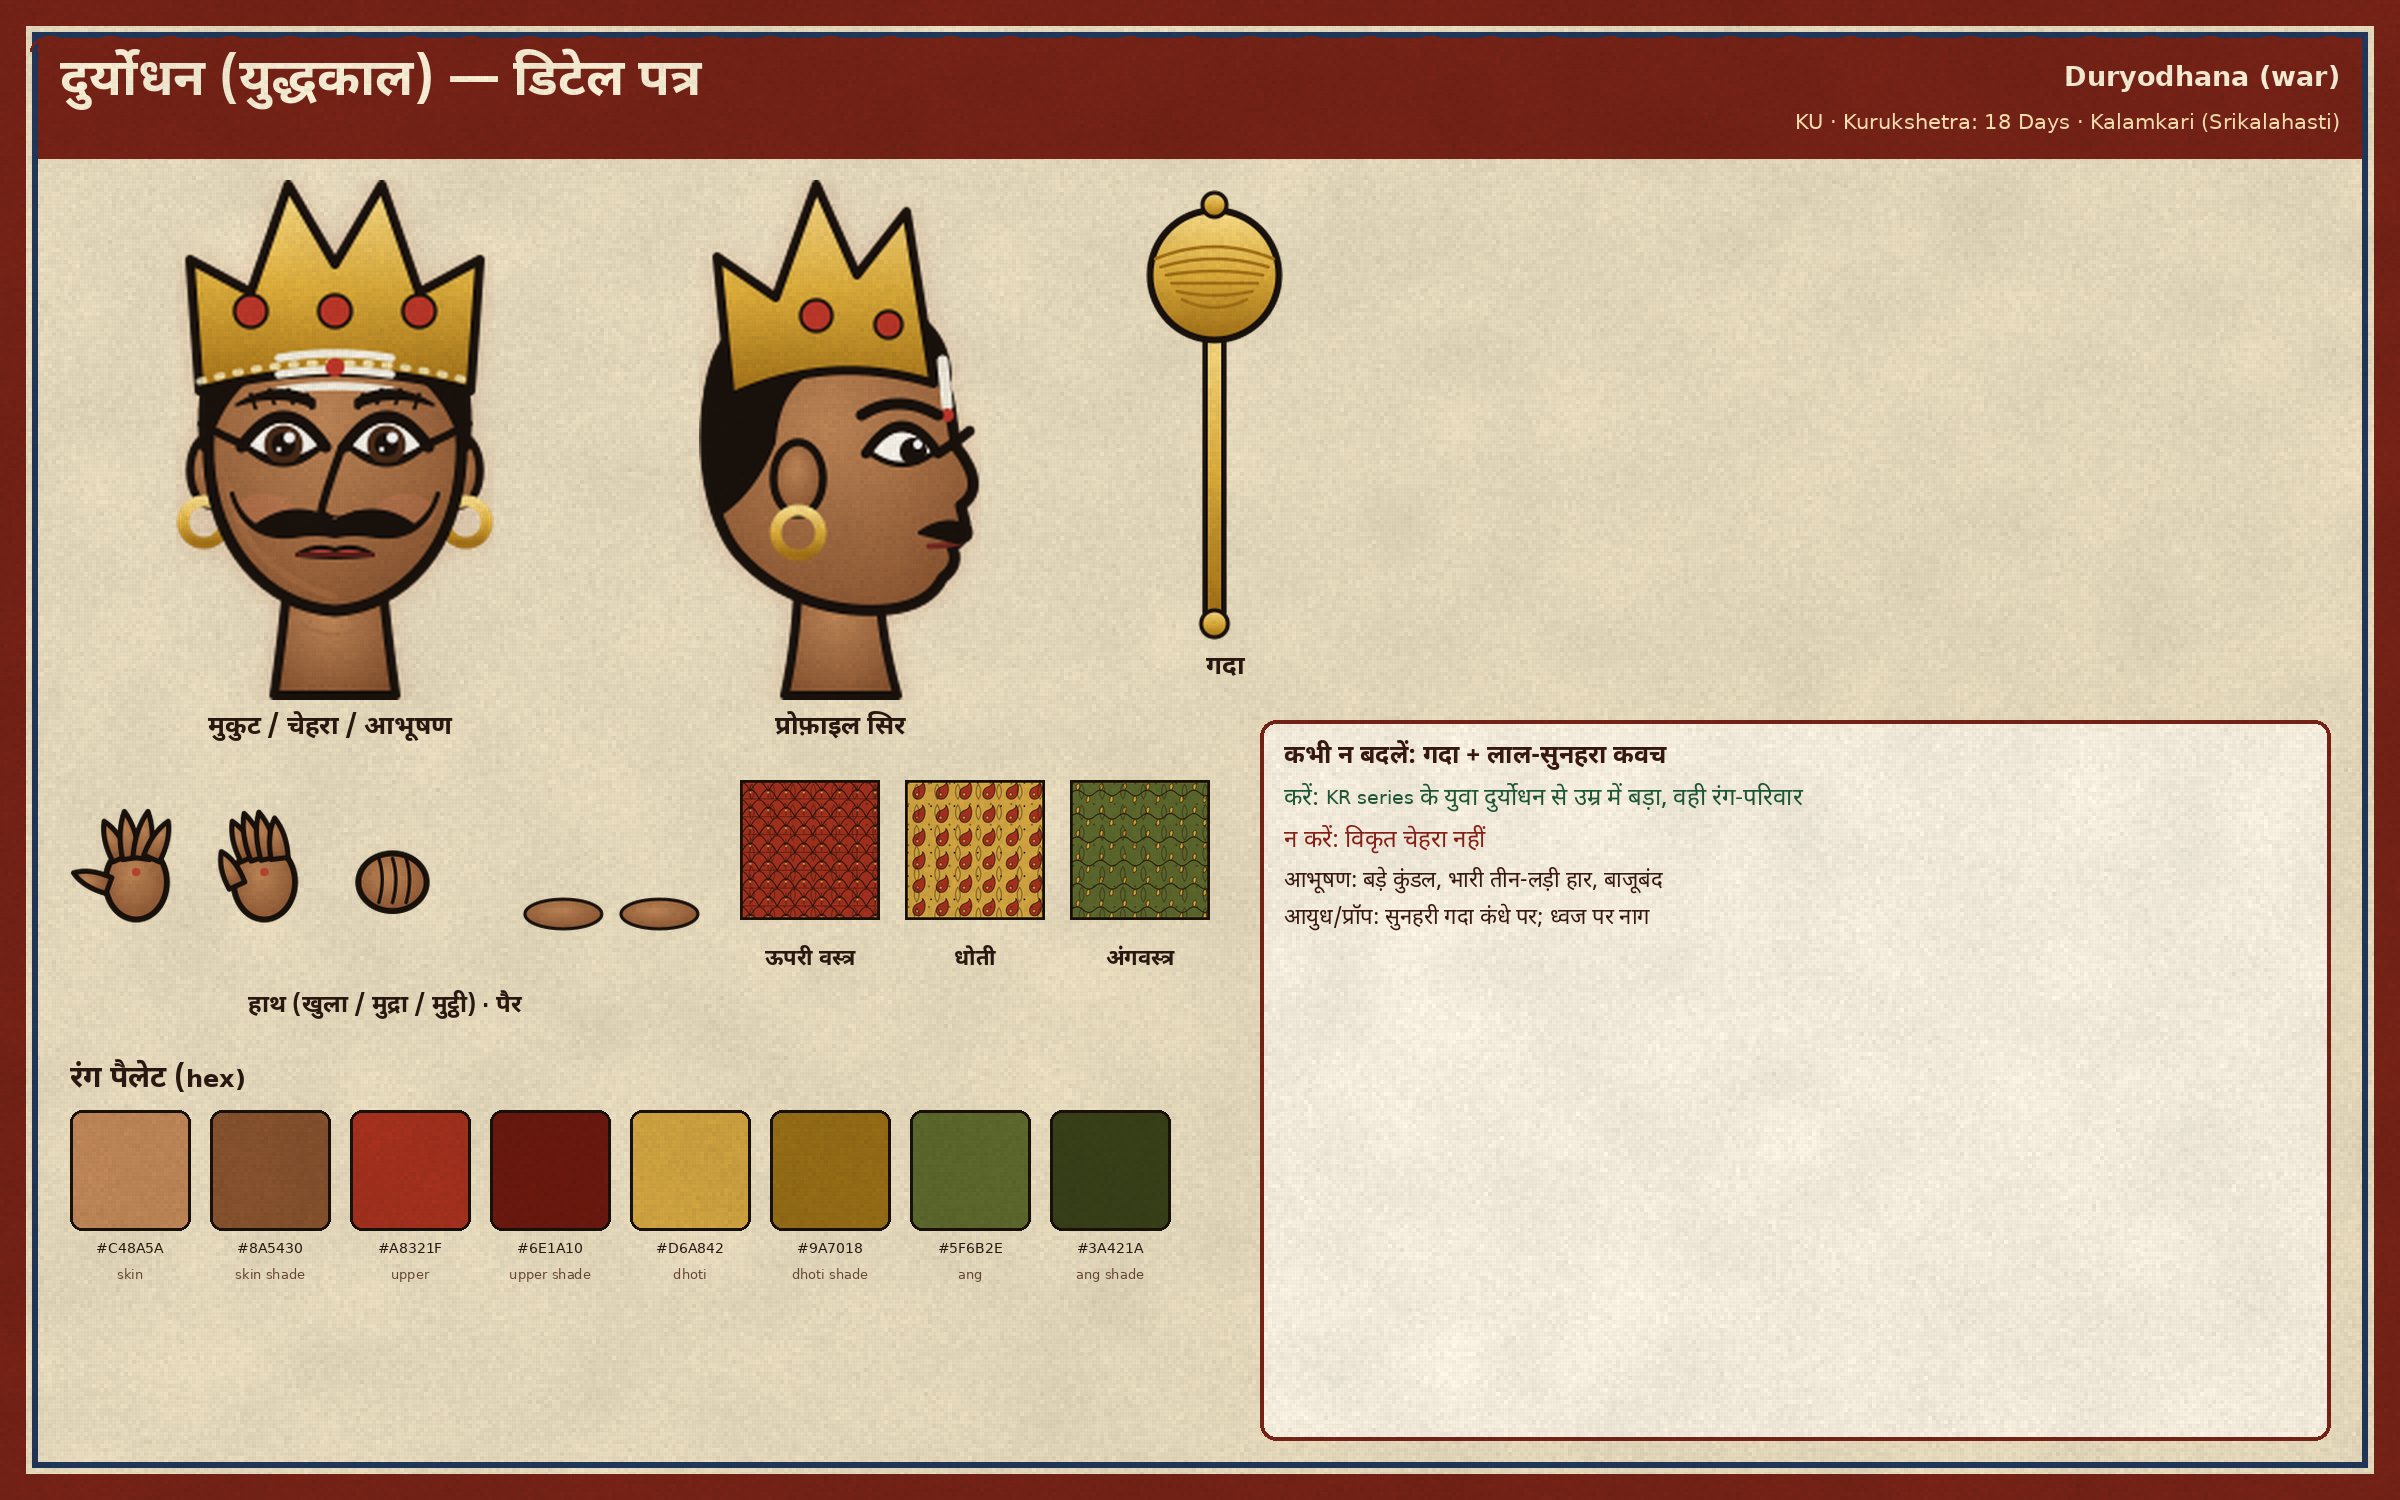 दुर्योधन (युद्धकाल) — डिटेल पत्र
Duryodhana (war)
KU · Kurukshetra: 18 Days · Kalamkari (Srikalahasti)
गदा
मुकुट / चेहरा / आभूषण
प्रोफ़ाइल सिर
कभी न बदलें: गदा + लाल-सुनहरा कवच
करें: KR series के युवा दुर्योधन से उम्र में बड़ा, वही रंग-परिवार
न करें: विकृत चेहरा नहीं
आभूषण: बड़े कुंडल, भारी तीन-लड़ी हार, बाजूबंद
आयुध/प्रॉप: सुनहरी गदा कंधे पर; ध्वज पर नाग
ऊपरी वस्त्र
धोती
अंगवस्त्र
हाथ (खुला / मुद्रा / मुट्ठी) · पैर
रंग पैलेट (hex)
#C48A5A
#8A5430
#A8321F
#6E1A10
#D6A842
#9A7018
#5F6B2E
#3A421A
skin
skin shade
upper
upper shade
dhoti
dhoti shade
ang
ang shade